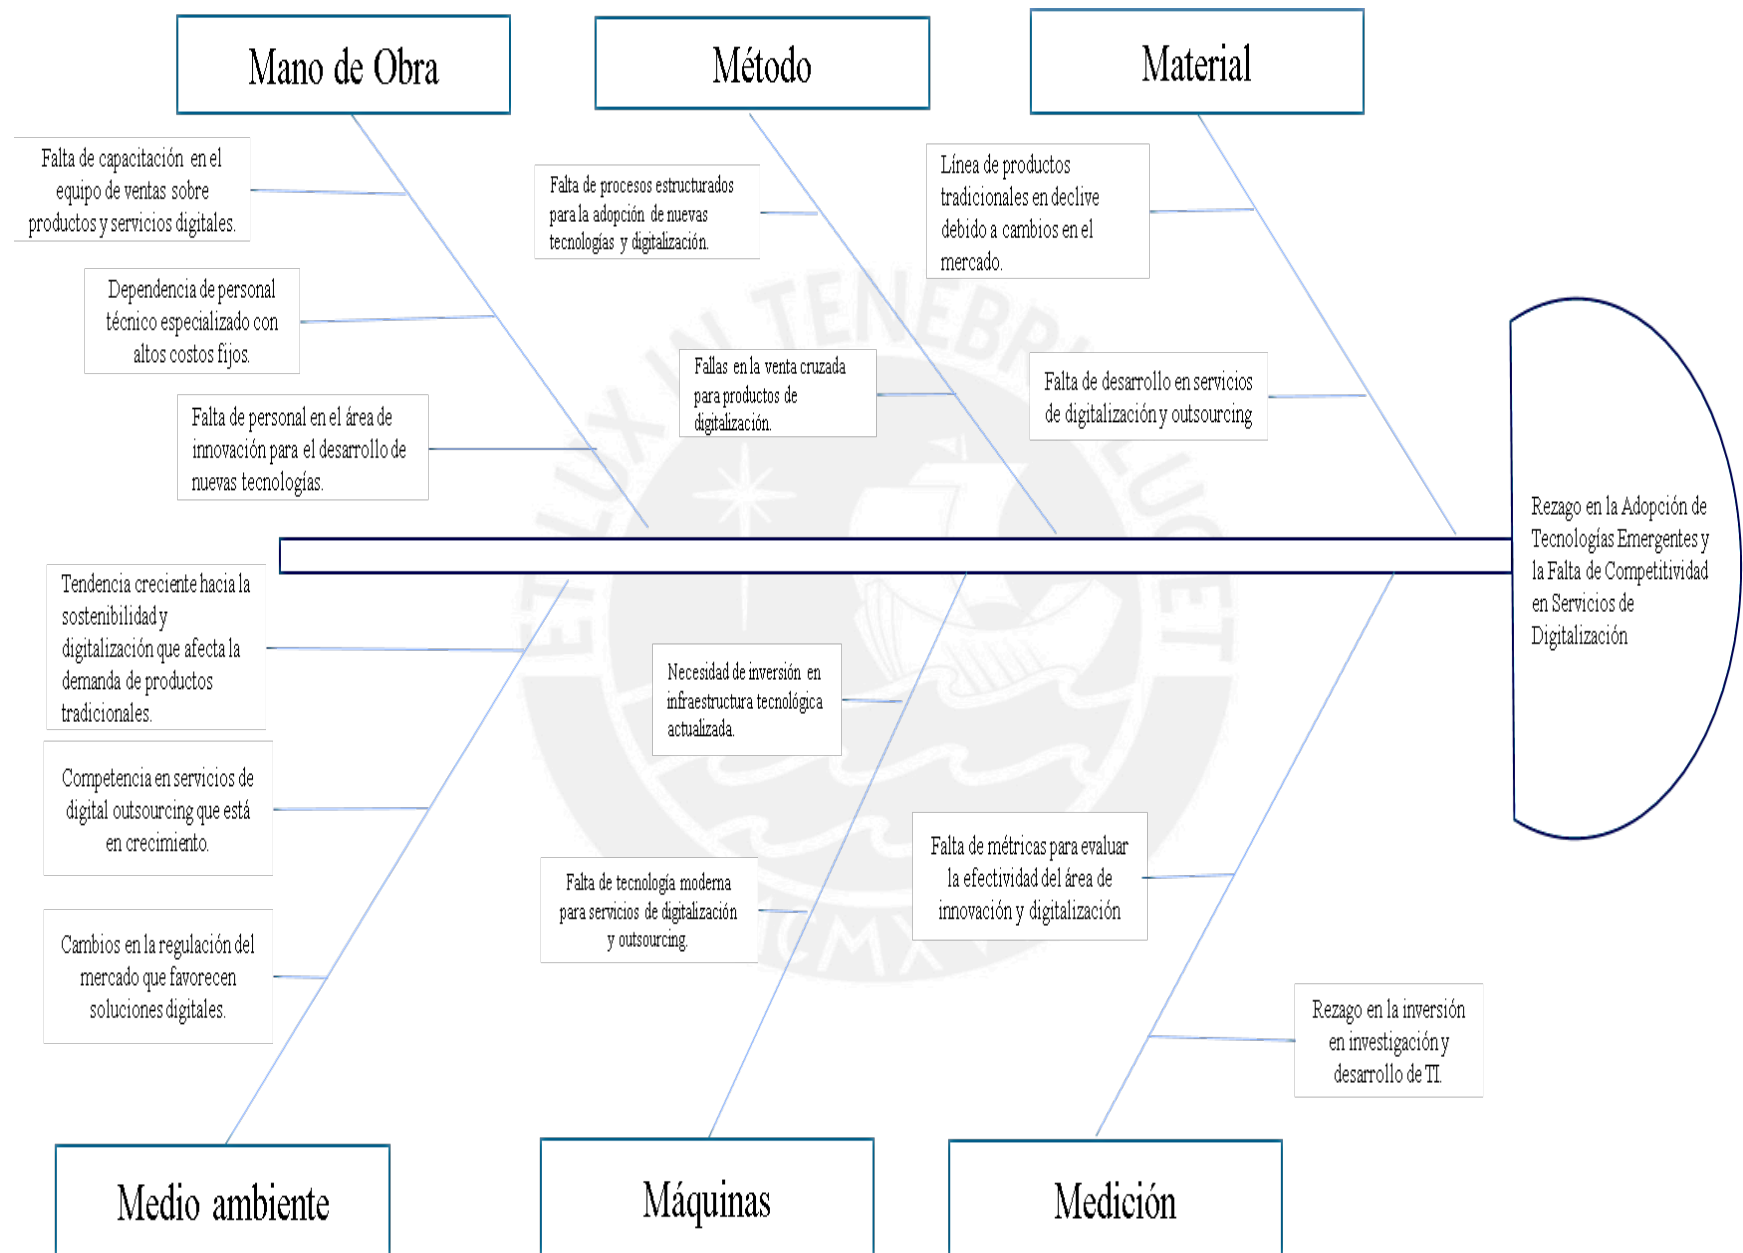 Mano de Obra
Método
Material
Falta de capacitación en el
equipo de ventas sobre
productos y servicios digitales.
Falta de procesos estructurados
para la adopción de nuevas
tecnologías y digitalización.
Línea de productos
tradicionales en declive
debido a cambios en el
mercado.
Dependencia de personal
técnico especializado con
altos costos fijos.
Fallas en la venta cruzada
para productos de
digitalización.
Falta de desarrollo en servicios
de digitalización y outsourcing
Falta de personal en el área de
innovación para el desarrollo de
nuevas tecnologías.
Rezago en la Adopción de
Tecnologías Emergentes y
la Falta de Competitividad
en Servicios de
Digitalización
Tendencia creciente hacia la
sostenibilidad y
digitalización que afecta la
demanda de productos
tradicionales.
Necesidad de inversión en
infraestructura tecnológica
actualizada.
Competencia en servicios de
digital outsourcing que está
en crecimiento.
Falta de tecnología moderna
para servicios de digitalización
y outsourcing.
Falta de métricas para evaluar
la efectividad del área de
innovación y digitalización
Cambios en la regulación del
mercado que favorecen
soluciones digitales.
Rezago en la inversión
en investigación y
desarrollo de TI.
Medio ambiente
Máquinas
Medición
ET LUX IN TENEBR LUCET